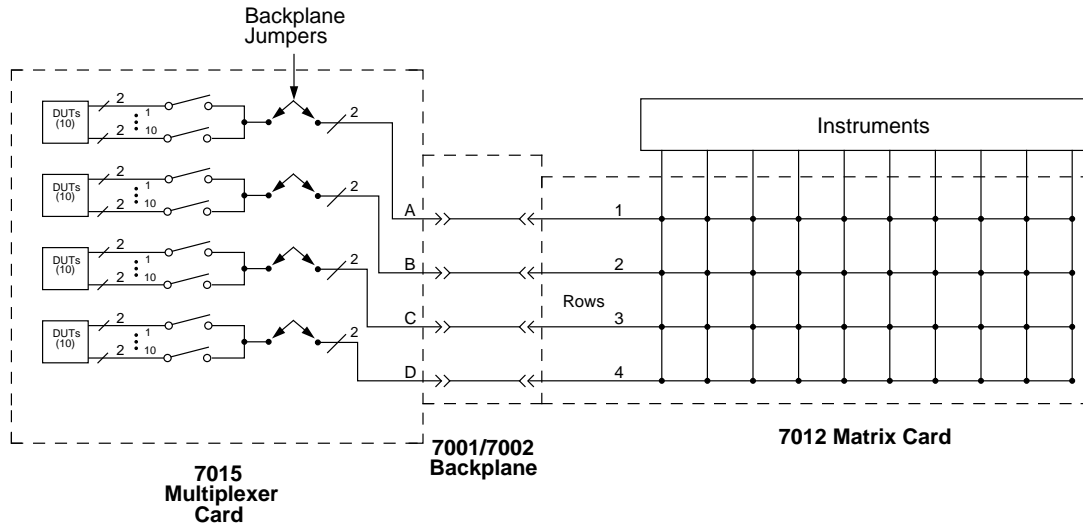 Backplane
Jumpers
DUTs
(10)
2
1
10
2
2
DUTs
(10)
2
1
10
2
2
DUTs
(10)
2
1
10
2
2
DUTs
(10)
2
1
10
2
2
A
B
C
D
Instruments
1
2
Rows
3
4
7015
Multiplexer
Card
7001/7002
Backplane
7012 Matrix Card